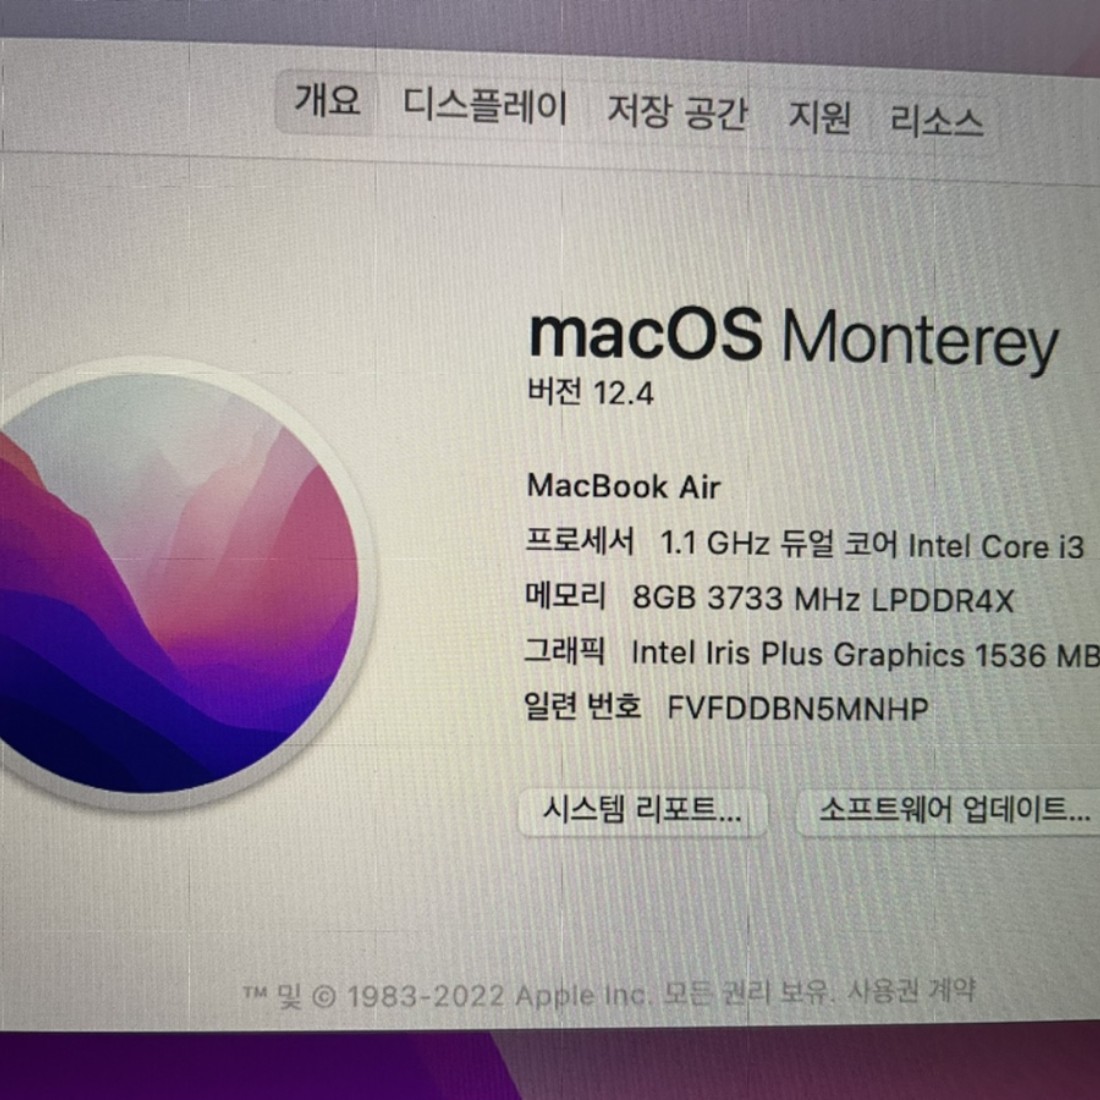 개요 디스플레이 저장 공간 지원 리소스
macOS Monterey
버전 12.4
MacBook Air
프로세서 1.1 GHz 듀얼 코어 Intel Core i3
메모리 8GB 3733 MHz LPDDR4X
그래픽 Intel Iris Plus Graphics 1536 MB
일련 번호 FVFDDBN5MNHP
시스템 리포트... 소프트웨어 업데이트...
™ 및 © 1983-2022 Apple Inc. 모든 권리 보유. 사용권 계약